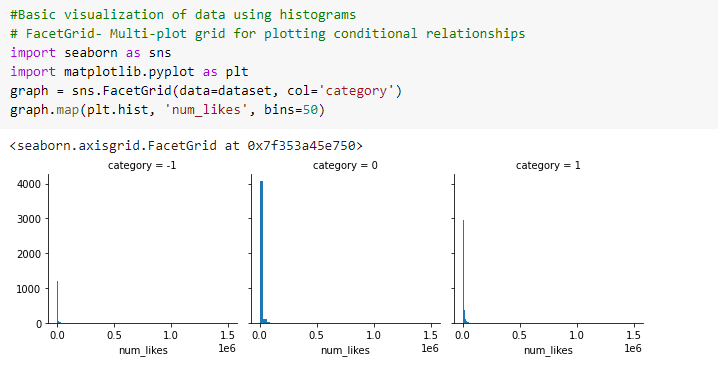 #Basic visualization of data using histograms
# FacetGrid- Multi-plot grid for plotting conditional relationships
import seaborn as sns
import matplotlib.pyplot as plt
graph = sns.FacetGrid(data=dataset, col='category')
graph.map(plt.hist, 'num_likes', bins=50)
<seaborn.axisgrid.FacetGrid at 0x7f353a45e750>
category = -1 category = 0 category = 1
4000
3000
2000
1000
0
0.0 0.5 1.0 1.5 0.0 0.5 1.0 1.5 0.0 0.5 1.0 1.5
num_likes 1e6 num_likes 1e6 num_likes 1e6